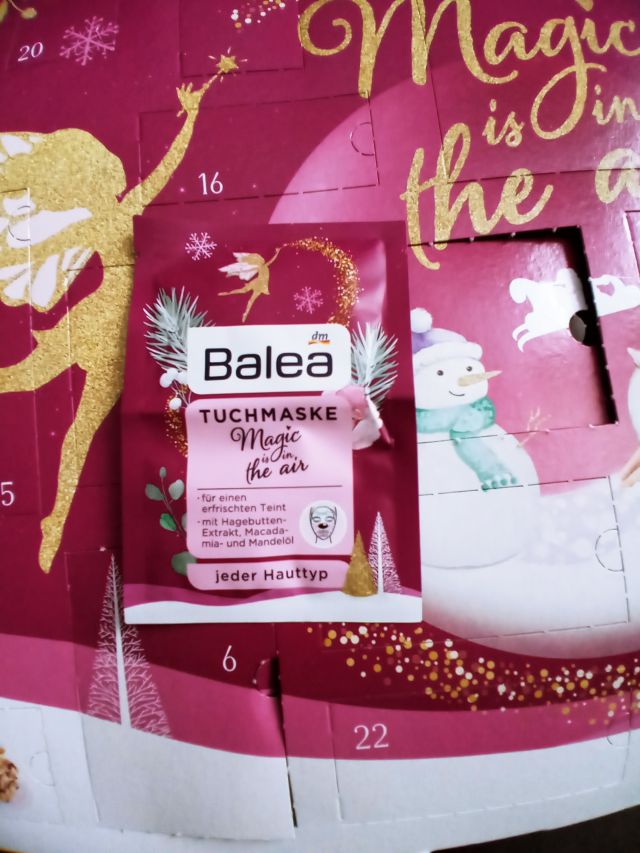 20
Magic
is in
the
16
dm
Balea
TUCHMASKE
Magic
is in
the air
· für einen
erfrischten Teint
· mit Hagebutten-
Extrakt, Macada-
mia- und Mandelöl
jeder Hauttyp
5
6
22